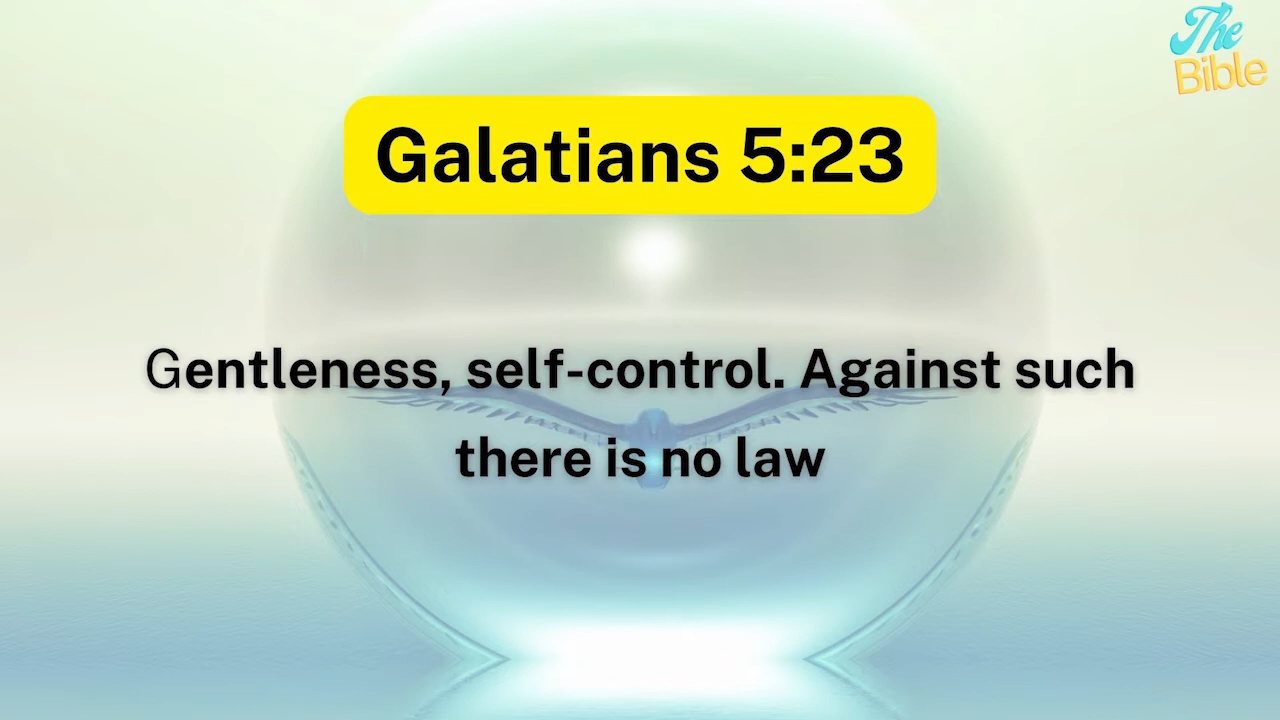 The
Bible
Galatians 5:23
Gentleness, self-control. Against such
there is no law